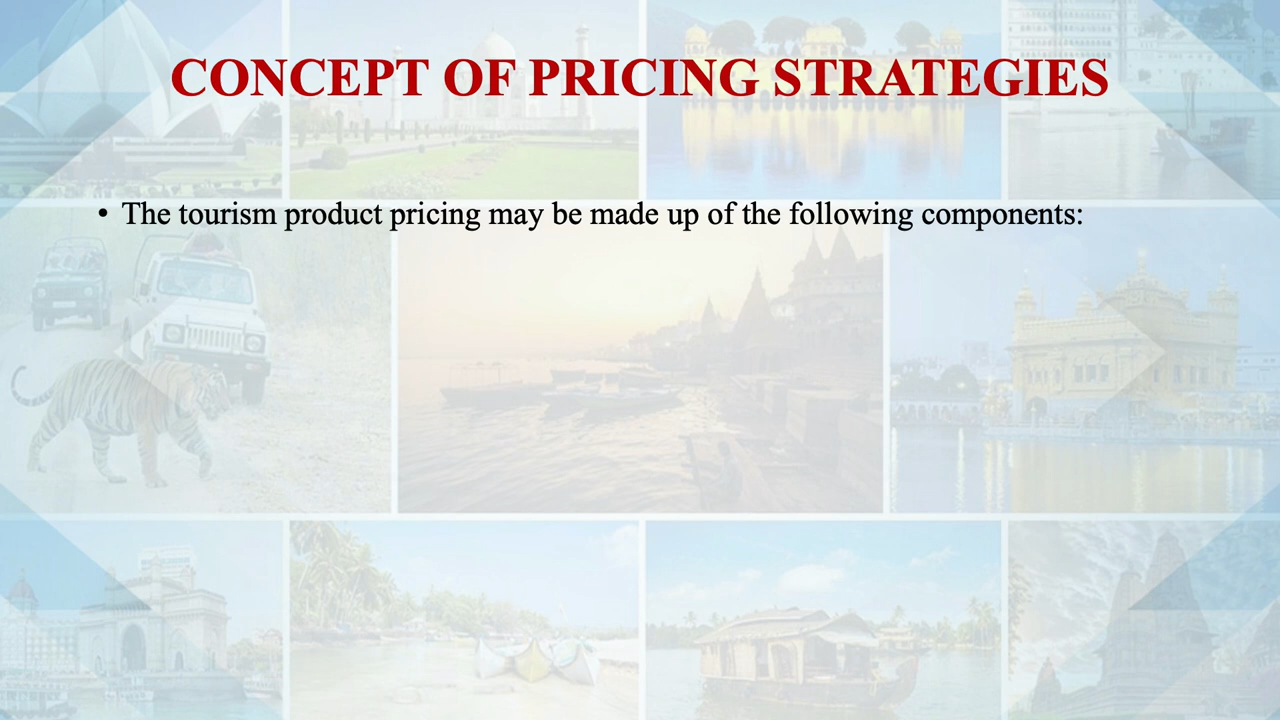 CONCEPT OF PRICING STRATEGIES
• The tourism product pricing may be made up of the following components: